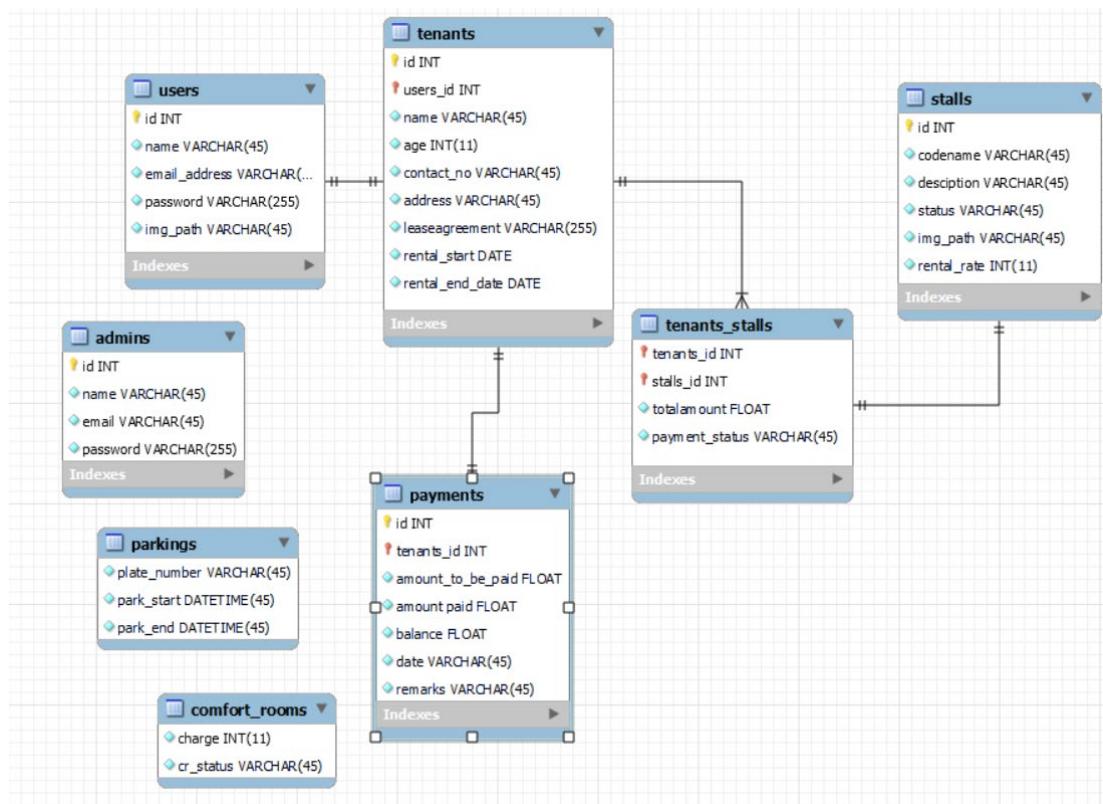 tenants
id INT
users_id INT
name VARCHAR(45)
age INT(11)
contact_no VARCHAR(45)
address VARCHAR(45)
leaseagreement VARCHAR(255)
rental_start DATE
rental_end_date DATE
Indexes
users
id INT
name VARCHAR(45)
email_address VARCHAR(...
password VARCHAR(255)
img_path VARCHAR(45)
Indexes
stalls
id INT
codename VARCHAR(45)
desciption VARCHAR(45)
status VARCHAR(45)
img_path VARCHAR(45)
rental_rate INT(11)
Indexes
admins
id INT
name VARCHAR(45)
email VARCHAR(45)
password VARCHAR(255)
Indexes
tenants_stalls
tenants_id INT
stalls_id INT
totalamount FLOAT
payment_status VARCHAR(45)
Indexes
payments
id INT
tenants_id INT
amount_to_be_paid FLOAT
amount paid FLOAT
balance FLOAT
date VARCHAR(45)
remarks VARCHAR(45)
Indexes
parkings
plate_number VARCHAR(45)
park_start DATETIME(45)
park_end DATETIME(45)
comfort_rooms
charge INT(11)
cr_status VARCHAR(45)